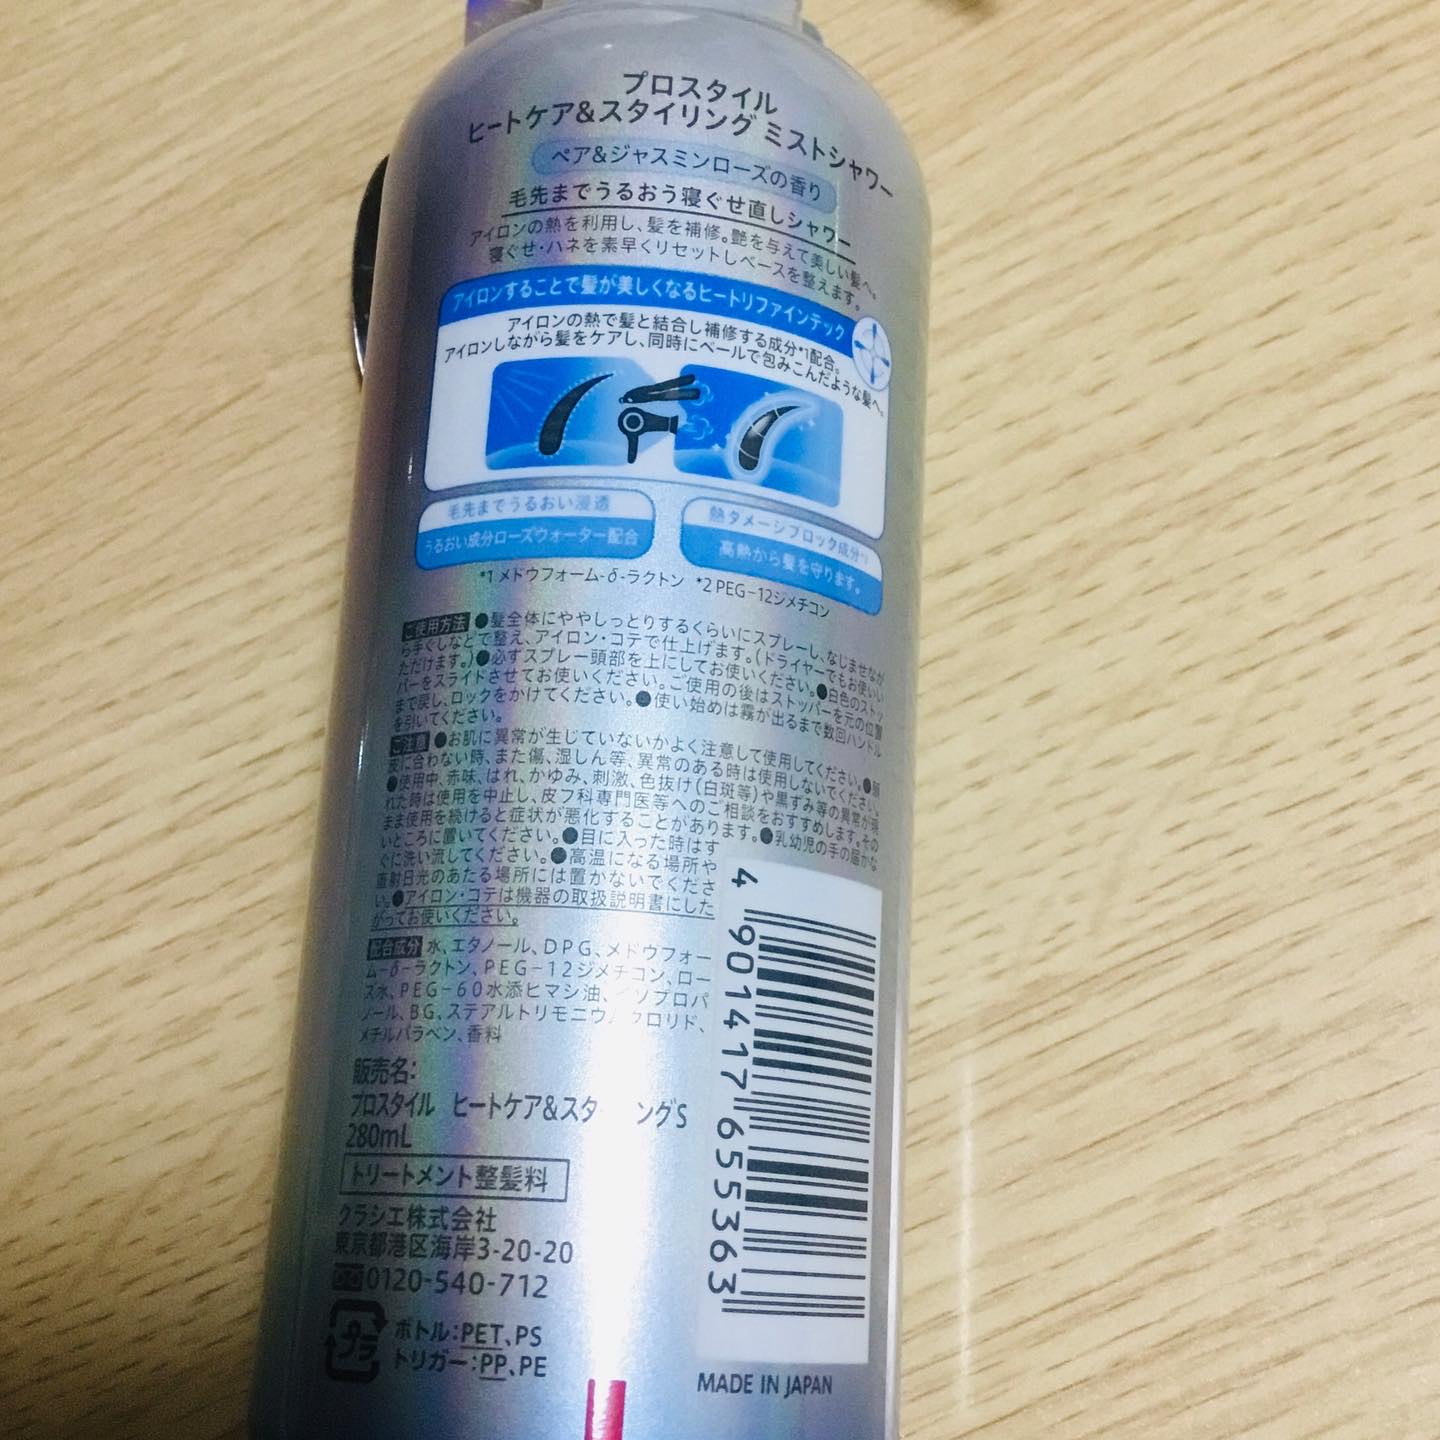 プロスタイル
ヒートケア&スタイリング ミストシャワー
ペア&ジャスミンローズの香り
毛先までうるおう寝ぐせ直しシャワー
アイロンの熱を利用し、髪を補修。艶を与えて美しい髪へ。
寝ぐせ・ハネを素早くリセットしベースを整えます。
アイロンすることで髪が美しくなるヒートリファインテック
アイロンの熱で髪と結合し補修する成分*1配合。
アイロンしながら髪をケアし、同時にベールで包みこんだような髪へ。
毛先までうるおい浸透
うるおい成分ローズウォーター配合
熱ダメージブロック成分*2
高熱から髪を守ります。
*1 メドウフォーム-δ-ラクトン *2 PEG-12ジメチコン
ご使用方法 ●髪全体にややしっとりするくらいにスプレーし、なじませなが
ら手ぐしなどで整え、アイロン・コテで仕上げます。(ドライヤーでもお使いい
ただけます。)●必ずスプレー頭部を上にしてお使いください。●白色のストッ
パーをスライドさせてお使いください。ご使用の後はストッパーを元の位置
まで戻し、ロックをかけてください。●使い始めは霧が出るまで数回ハンドル
を引いてください。
ご注意 ●お肌に異常が生じていないかよく注意して使用してください。●頭
皮に合わない時、また傷、湿しん等、異常のある時は使用しないでください。
●使用中、赤味、はれ、かゆみ、刺激、色抜け(白斑等)や黒ずみ等の異常が現
れた時は使用を中止し、皮フ科専門医等へのご相談をおすすめします。その
まま使用を続けると症状が悪化することがあります。●乳幼児の手の届かな
いところに置いてください。●目に入った時はす
ぐに洗い流してください。●高温になる場所や
直射日光のあたる場所には置かないでくださ
い。●アイロン・コテは機器の取扱説明書にした
がってお使いください。
配合成分 水、エタノール、DPG、メドウフォー
ム-δ-ラクトン、PEG-12ジメチコン、ロー
ズ水、PEG-60水添ヒマシ油、イソプロパ
ノール、BG、ステアルトリモニウ クロリド、
メチルパラベン、香料
販売名:
プロスタイル ヒートケア&スタ ングS
280mL
トリートメント整髪料
クラシエ株式会社
東京都港区海岸3-20-20
0120-540-712
プラ
ボトル:PET、PS
トリガー:PP、PE
4 901417 655363
MADE IN JAPAN